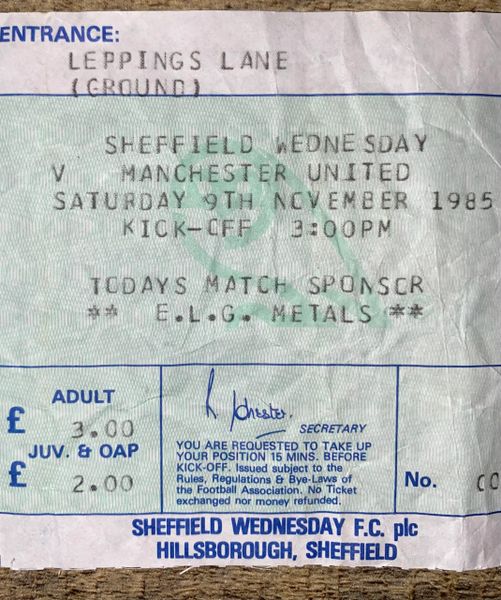 ENTRANCE:
LEPPINGS LANE
(GROUND)
SHEFFIELD WEDNESDAY
V MANCHESTER UNITED
SATURDAY 9TH NOVEMBER 1985
KICK-OFF 3:00PM
TODAYS MATCH SPONSOR
** E.L.G. METALS **
ADULT
£ 3.00
JUV. & OAP
£ 2.00
SECRETARY
YOU ARE REQUESTED TO TAKE UP
YOUR POSITION 15 MINS. BEFORE
KICK-OFF. Issued subject to the
Rules, Regulations & Bye-Laws of
the Football Association. No Ticket
exchanged nor money refunded.
No.
SHEFFIELD WEDNESDAY F.C. plc
HILLSBOROUGH, SHEFFIELD